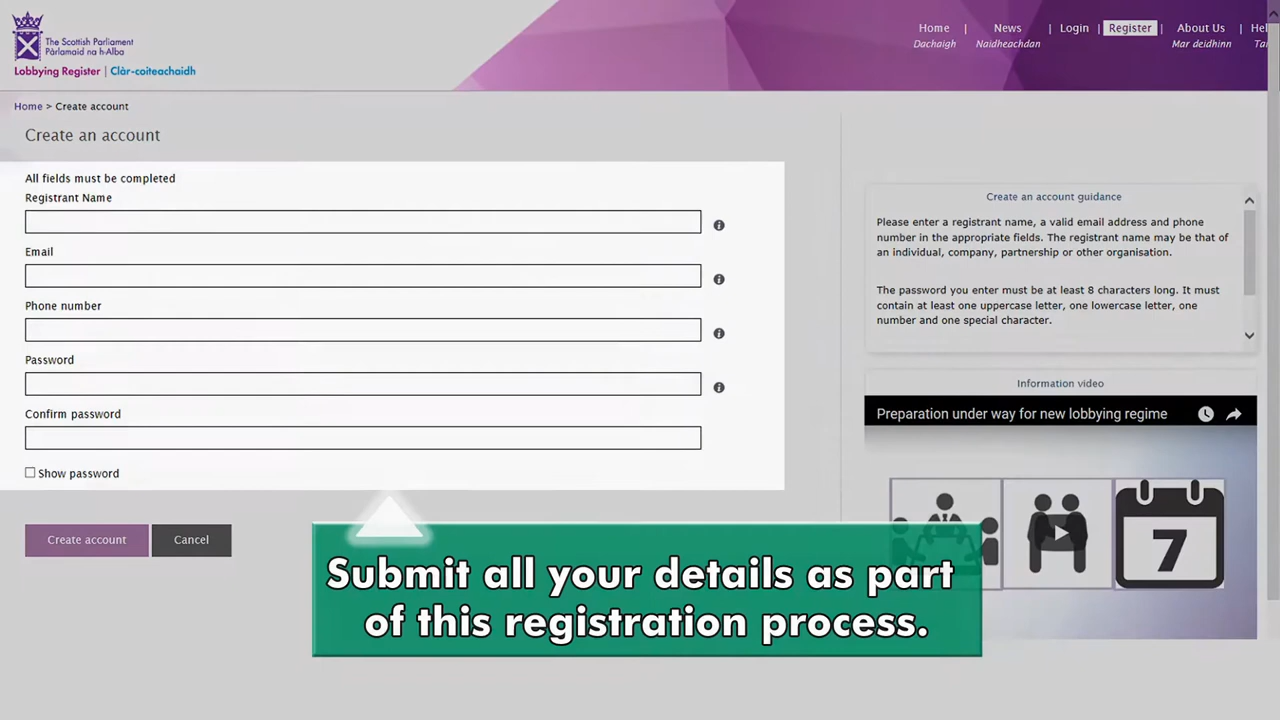 The Scottish Parliament
Pàrlamaid na h-Alba
Lobbying Register | Clàr-coiteachaidh
Home | News | Login | Register | About Us | Hel
Dachaigh Naidheachdan Mar deidhinn Tar
Home > Create account
Create an account
All fields must be completed
Registrant Name
Email
Phone number
Password
Confirm password
Show password
Create account
Cancel
Create an account guidance
Please enter a registrant name, a valid email address and phone
number in the appropriate fields. The registrant name may be that of
an individual, company, partnership or other organisation.
The password you enter must be at least 8 characters long. It must
contain at least one uppercase letter, one lowercase letter, one
number and one special character.
Information video
Preparation under way for new lobbying regime
7
Submit all your details as part
of this registration process.